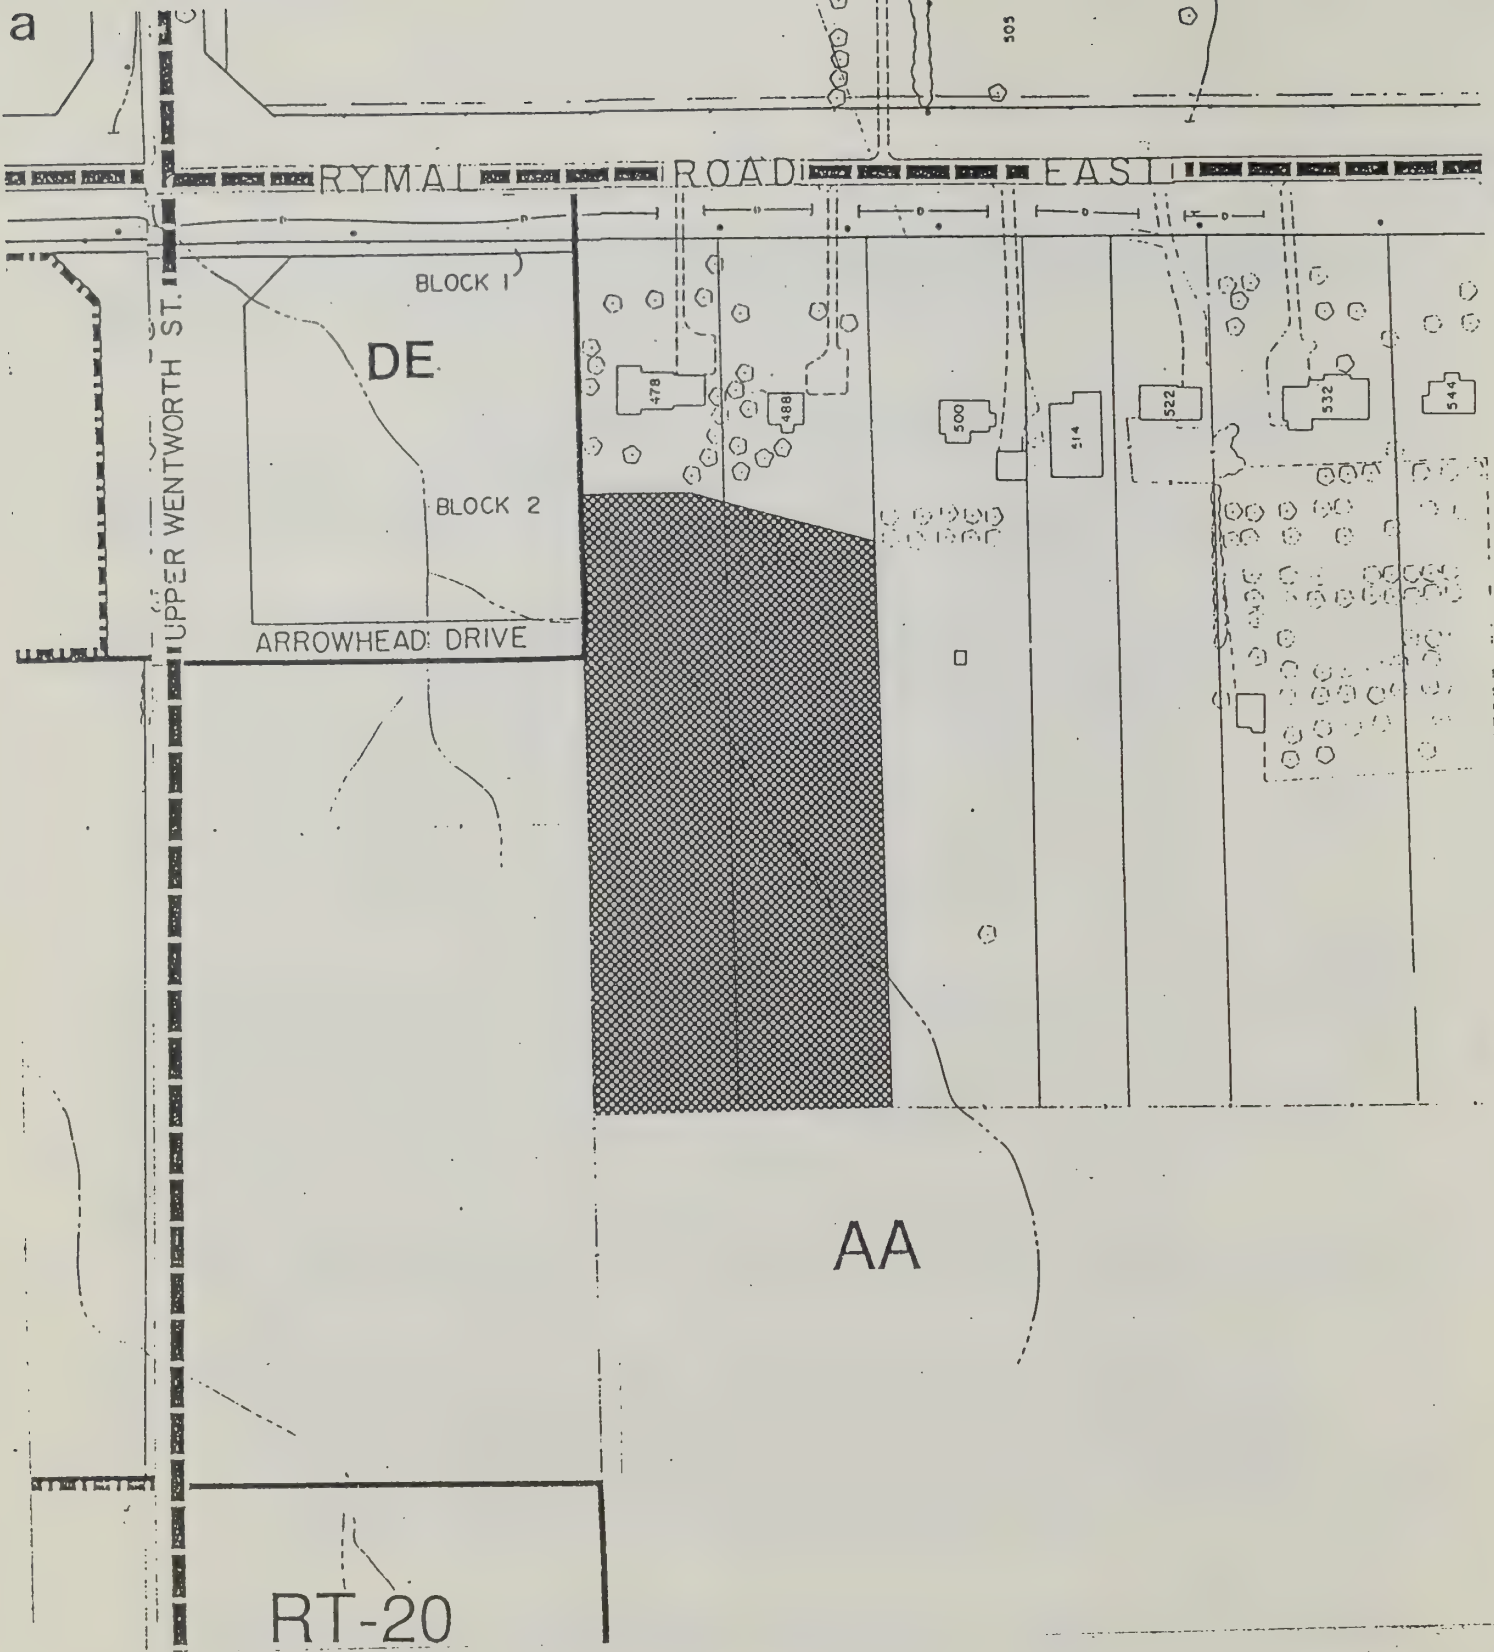 a
505
RYMAL ROAD EAST
BLOCK 1
UPPER WENTWORTH ST.
DE
478
488
500
514
522
532
544
BLOCK 2
ARROWHEAD DRIVE
AA
RT-20